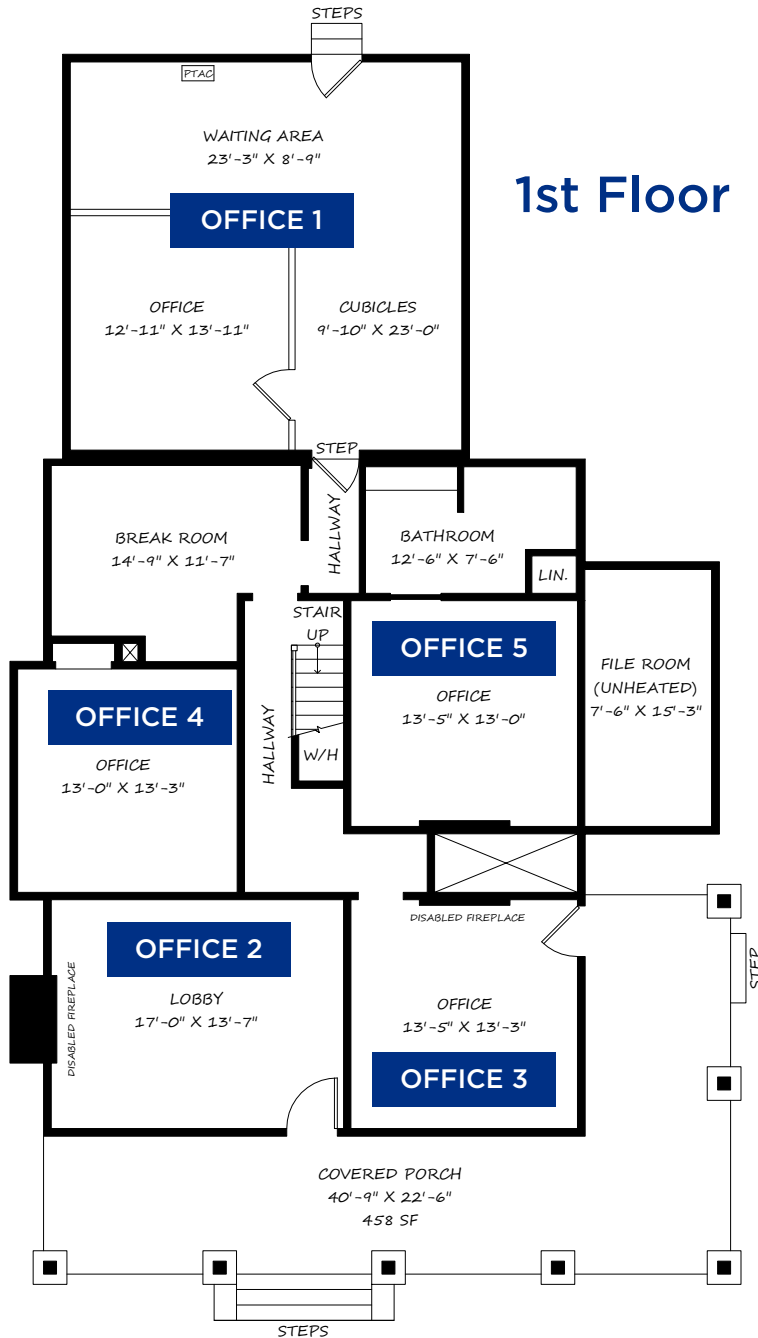 STEPS
PTAC
WAITING AREA
23'-3" X 8'-9"
1st Floor
OFFICE 1
OFFICE
12'-11" X 13'-11"
CUBICLES
9'-10" X 23'-0"
STEP
HALLWAY
BREAK ROOM
14'-9" X 11'-7"
BATHROOM
12'-6" X 7'-6"
LIN.
STAIR
UP
OFFICE 5
OFFICE
13'-5" X 13'-0"
FILE ROOM
(UNHEATED)
7'-6" X 15'-3"
OFFICE 4
OFFICE
13'-0" X 13'-3"
HALLWAY
W/H
DISABLED FIREPLACE
OFFICE 2
LOBBY
17'-0" X 13'-7"
DISABLED FIREPLACE
OFFICE
13'-5" X 13'-3"
OFFICE 3
STEP
COVERED PORCH
40'-9" X 22'-6"
458 SF
STEPS